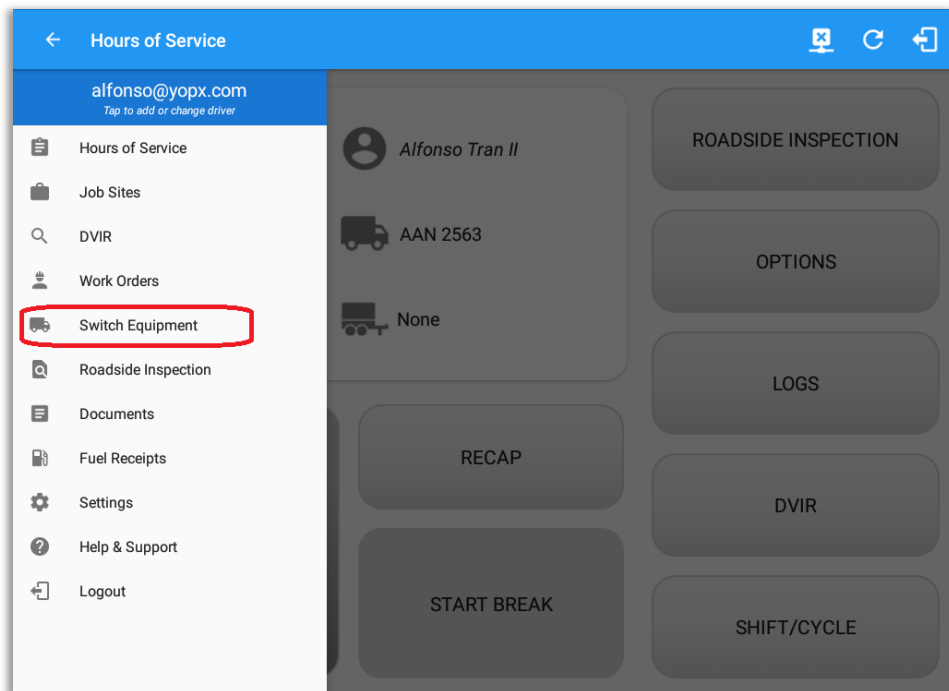 Hours of Service
alfonso@yopx.com
Tap to add or change driver
Hours of Service
Job Sites
DVIR
Work Orders
Switch Equipment
Roadside Inspection
Documents
Fuel Receipts
Settings
Help & Support
Logout
Alfonso Tran II
AAN 2563
None
RECAP
START BREAK
ROADSIDE INSPECTION
OPTIONS
LOGS
DVIR
SHIFT/CYCLE